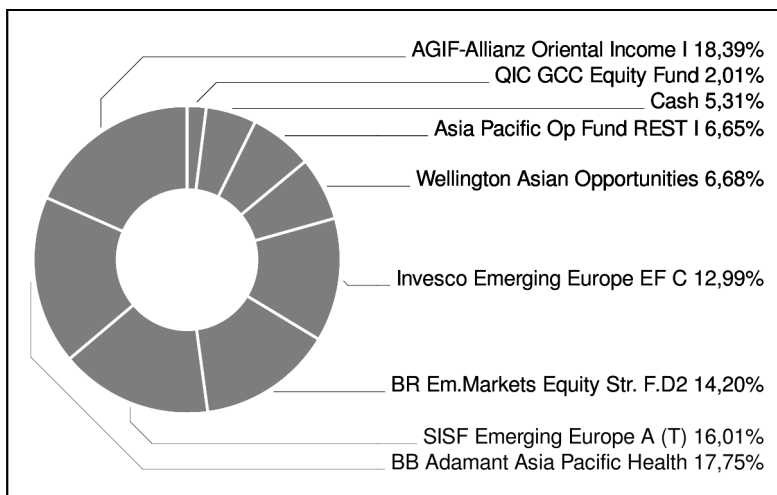 AGIF-Allianz Oriental Income I 18,39%
QIC GCC Equity Fund 2,01%
Cash 5,31%
Asia Pacific Op Fund REST I 6,65%
Wellington Asian Opportunities 6,68%
Invesco Emerging Europe EF C 12,99%
BR Em.Markets Equity Str. F.D2 14,20%
SISF Emerging Europe A (T) 16,01%
BB Adamant Asia Pacific Health 17,75%